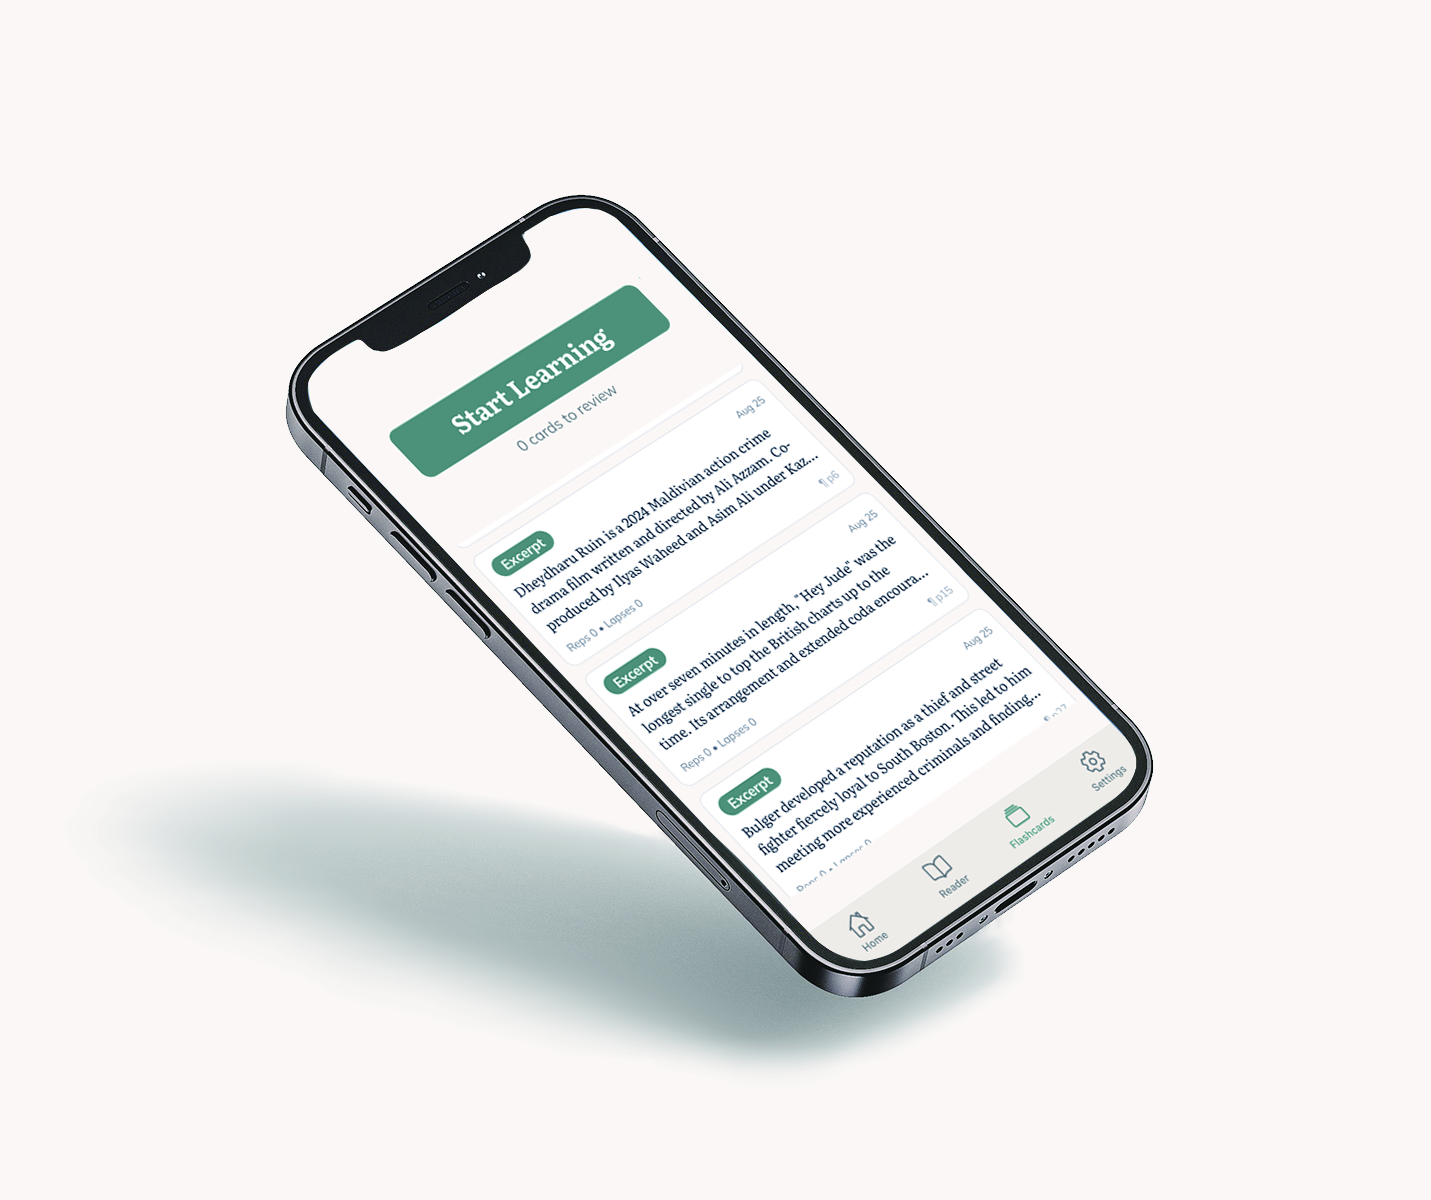 Start Learning
0 cards to review
Aug 25
Excerpt
Dheydharu Ruin is a 2024 Maldivian action crime
drama film written and directed by Ali Azzam. Co-
produced by Ilyas Waheed and Asim Ali under Kaz...
Reps 0 • Lapses 0
¶ p6
Aug 25
Excerpt
At over seven minutes in length, "Hey Jude" was the
longest single to top the British charts up to the
time. Its arrangement and extended coda encoura...
Reps 0 • Lapses 0
¶ p15
Aug 25
Excerpt
Bulger developed a reputation as a thief and street
fighter fiercely loyal to South Boston. This led to him
meeting more experienced criminals and finding...
Reps 0 • Lapses 0
Home
Reader
Flashcards
Settings